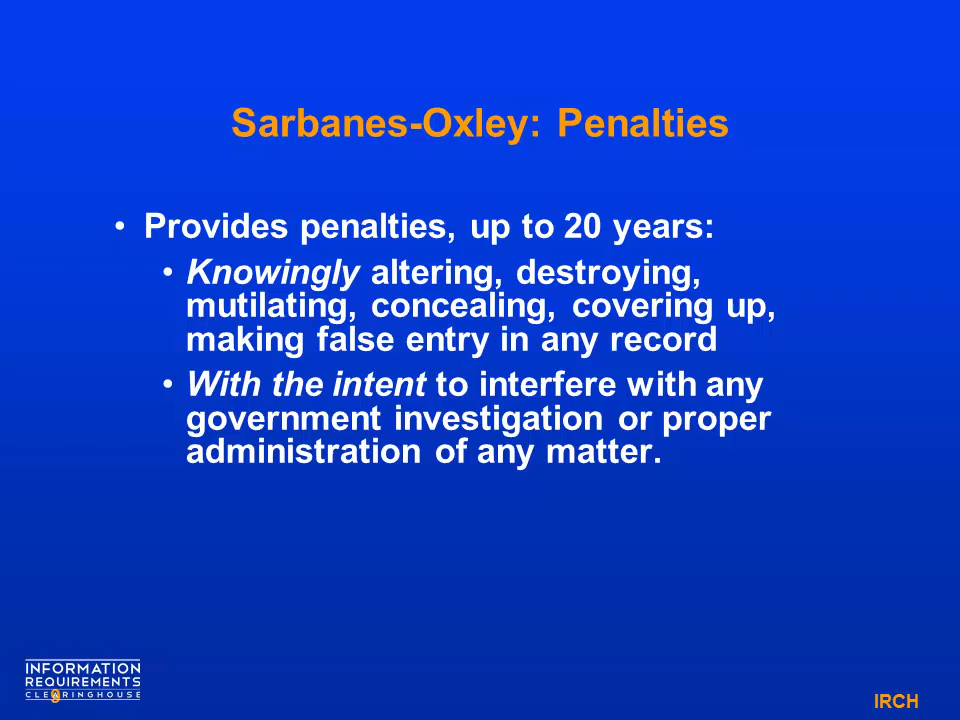 Sarbanes-Oxley: Penalties
• Provides penalties, up to 20 years:
• Knowingly altering, destroying,
mutilating, concealing, covering up,
making false entry in any record
• With the intent to interfere with any
government investigation or proper
administration of any matter.
INFORMATION
REQUIREMENTS
CLEARINGHOUSE
9
IRCH